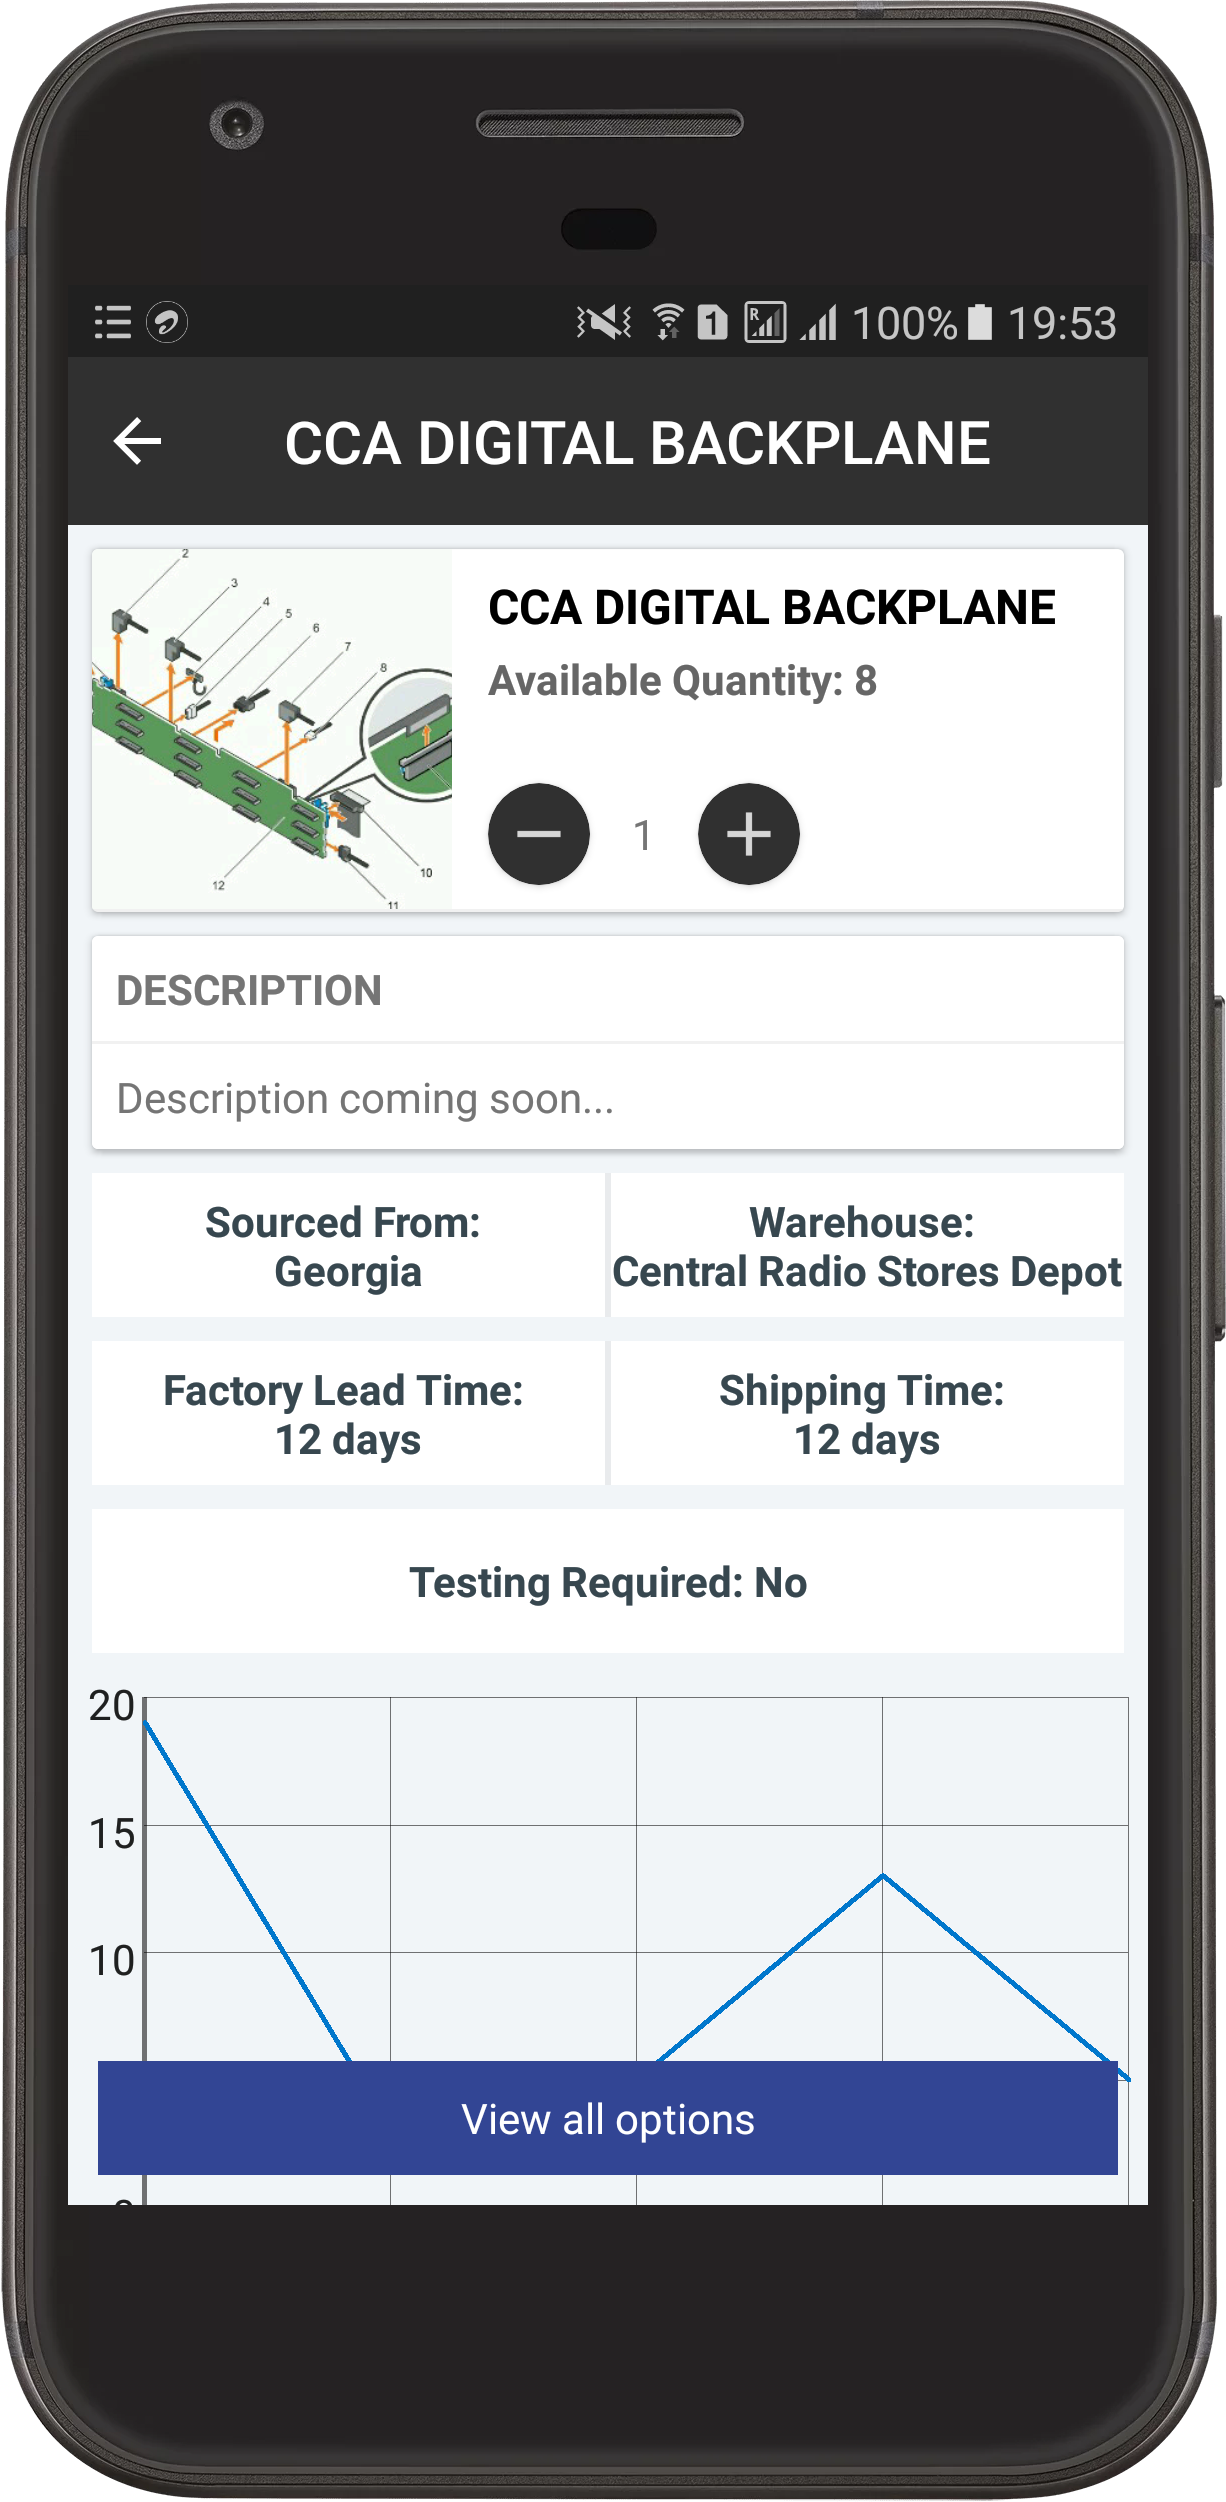 1
R
100%
19:53
CCA DIGITAL BACKPLANE
2
3
4
5
6
7
8
10
12
11
CCA DIGITAL BACKPLANE
Available Quantity: 8
1
DESCRIPTION
Description coming soon...
Sourced From:
Georgia
Warehouse:
Central Radio Stores Depot
Factory Lead Time:
12 days
Shipping Time:
12 days
Testing Required: No
20
15
10
View all options